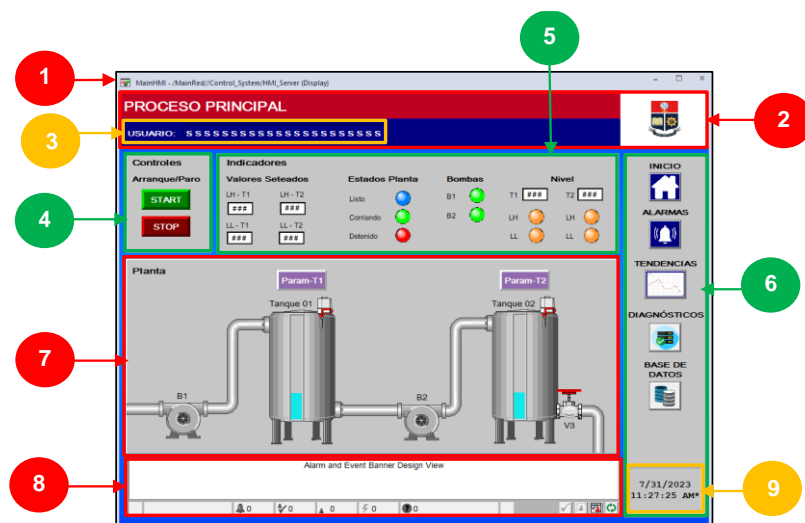 5
1
MainHMI - /MainRed//Control_System/HMI_Server (Display)
PROCESO PRINCIPAL
2
3
USUARIO: S S S S S S S S S S S S S S S S S S S S S S
Controles
Arranque/Paro
START
STOP
4
Indicadores
Valores Seteados
LH - T1
LH - T2
###
###
LL - T1
LL - T2
###
###
Estados Planta
Listo
Corriendo
Detenido
Bombas
B1
B2
Nivel
T1 ###
T2 ###
LH
LH
LL
LL
INICIO
ALARMAS
TENDENCIAS
DIAGNÓSTICOS
BASE DE
DATOS
6
7
Planta
Param-T1
Param-T2
Tanque 01
Tanque 02
B1
B2
V3
8
Alarm and Event Banner Design View
0
0
0
0
0
7/31/2023
11:27:25 AM*
9